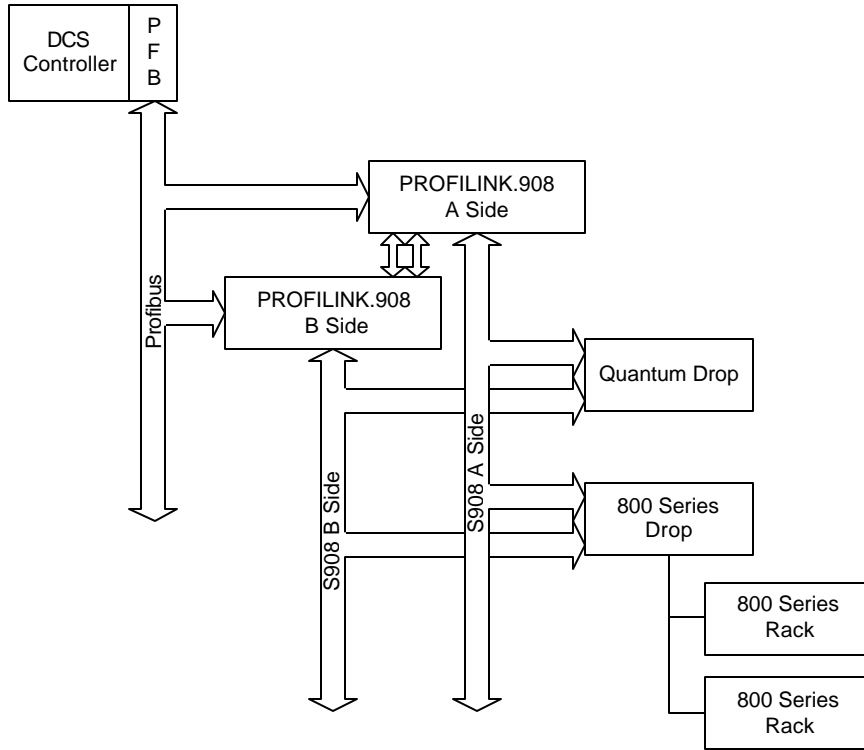 DCS
Controller
P
F
B
PROFILINK.908
A Side
PROFILINK.908
B Side
Profibus
Quantum Drop
S908 A Side
S908 B Side
800 Series
Drop
800 Series
Rack
800 Series
Rack